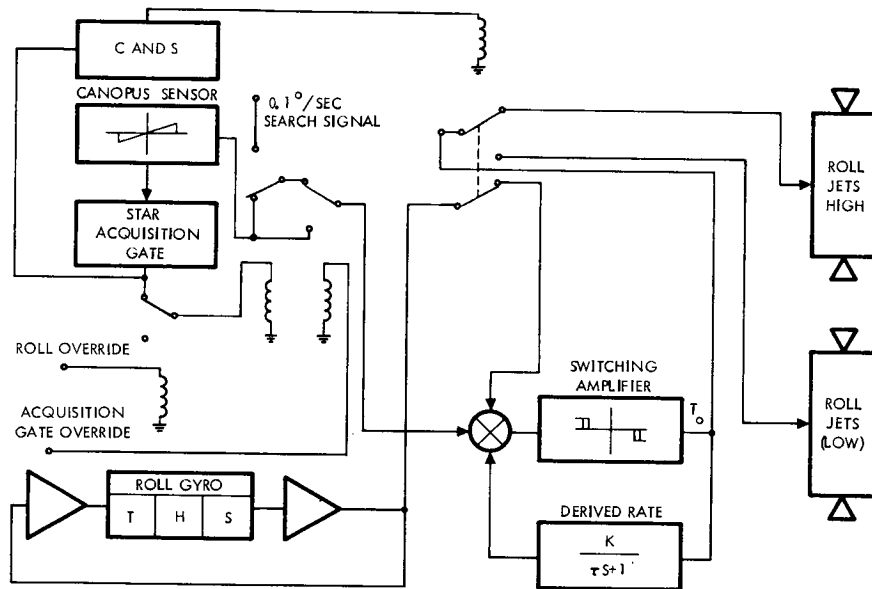 C AND S
CANOPUS SENSOR
0.1°/SEC
SEARCH SIGNAL
STAR
ACQUISITION
GATE
ROLL
JETS
HIGH
ROLL OVERRIDE
ACQUISITION
GATE OVERRIDE
SWITCHING
AMPLIFIER
T₀
ROLL
JETS
(LOW)
ROLL GYRO
T H S
DERIVED RATE
K
τS+1